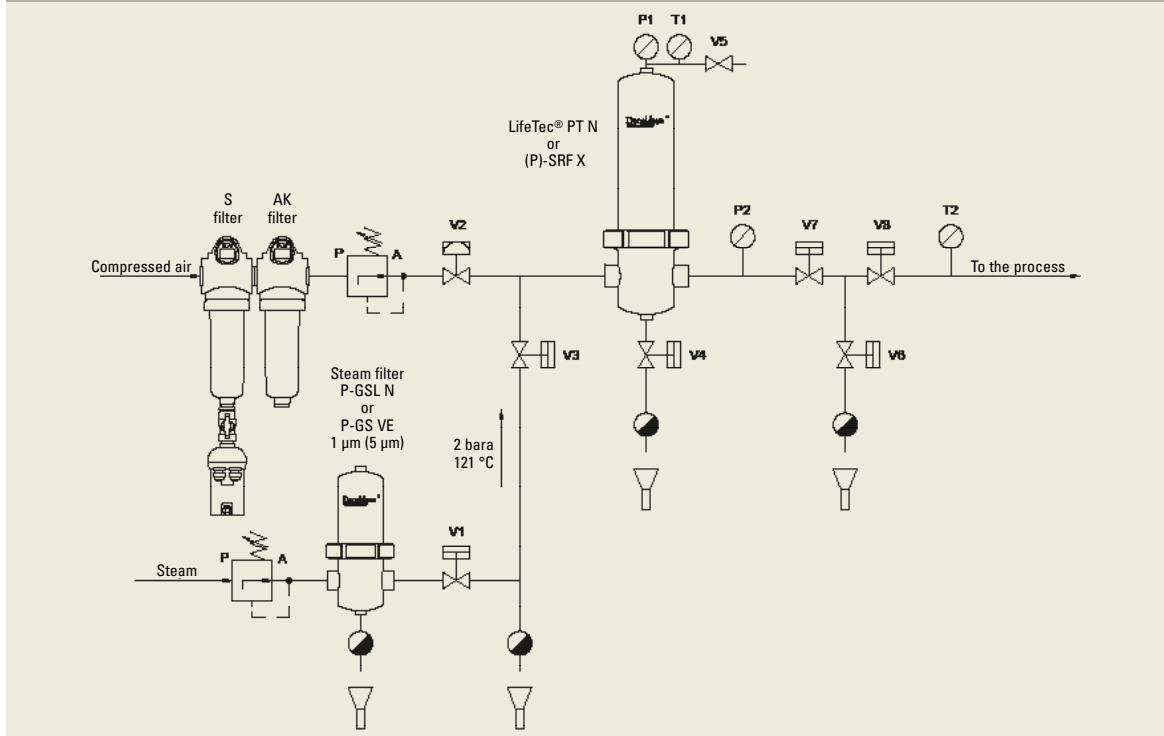 P1 T1
V5
LifeTec® PT N
or
(P)-SRF X
S
filter
AK
filter
P A
V2
P2
V7
V8
T2
Compressed air
To the process
V3
V4
V6
Steam filter
P-GSL N
or
P-GS VE
1 µm (5 µm)
2 bara
121 °C
V1
P A
Steam